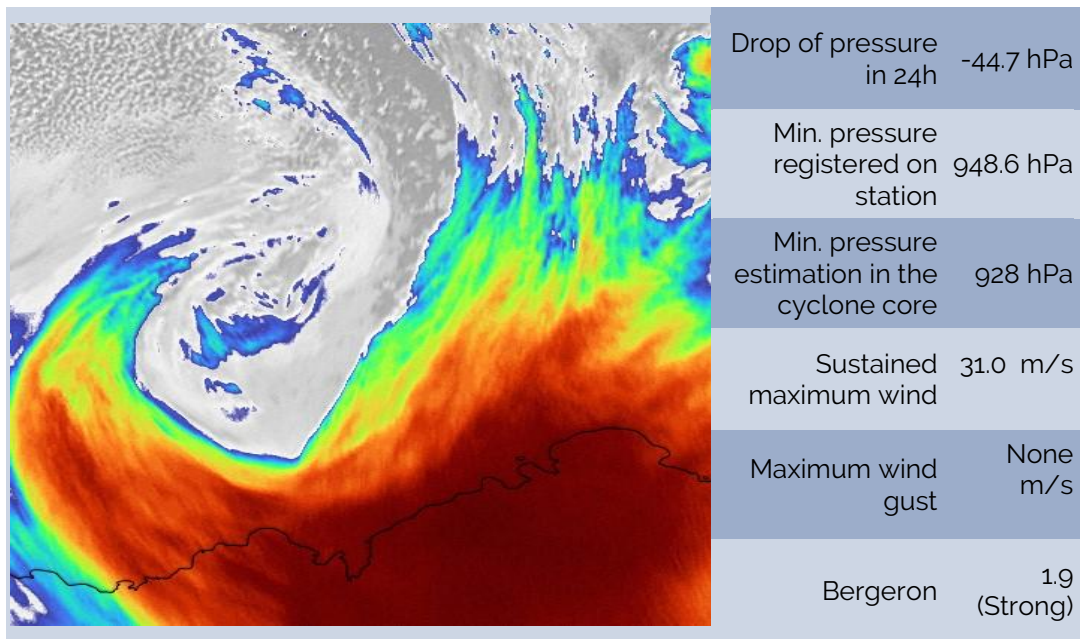 Drop of pressure
in 24h
-44.7 hPa
Min. pressure
registered on
station
948.6 hPa
Min. pressure
estimation in the
cyclone core
928 hPa
Sustained
maximum wind
31.0 m/s
Maximum wind
gust
None
m/s
Bergeron
1.9
(Strong)